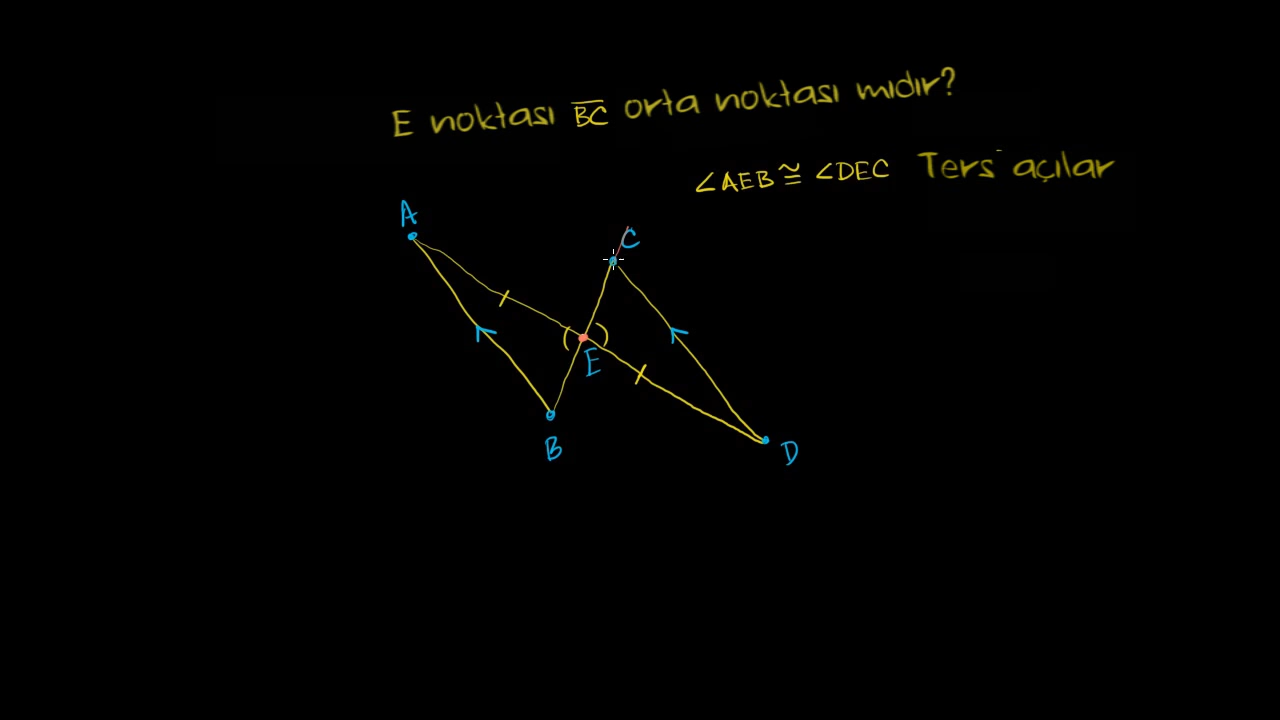 E noktası BC orta noktası mıdır?
∠AEB ≅ ∠DEC Ters açılar
A
C
E
B
D